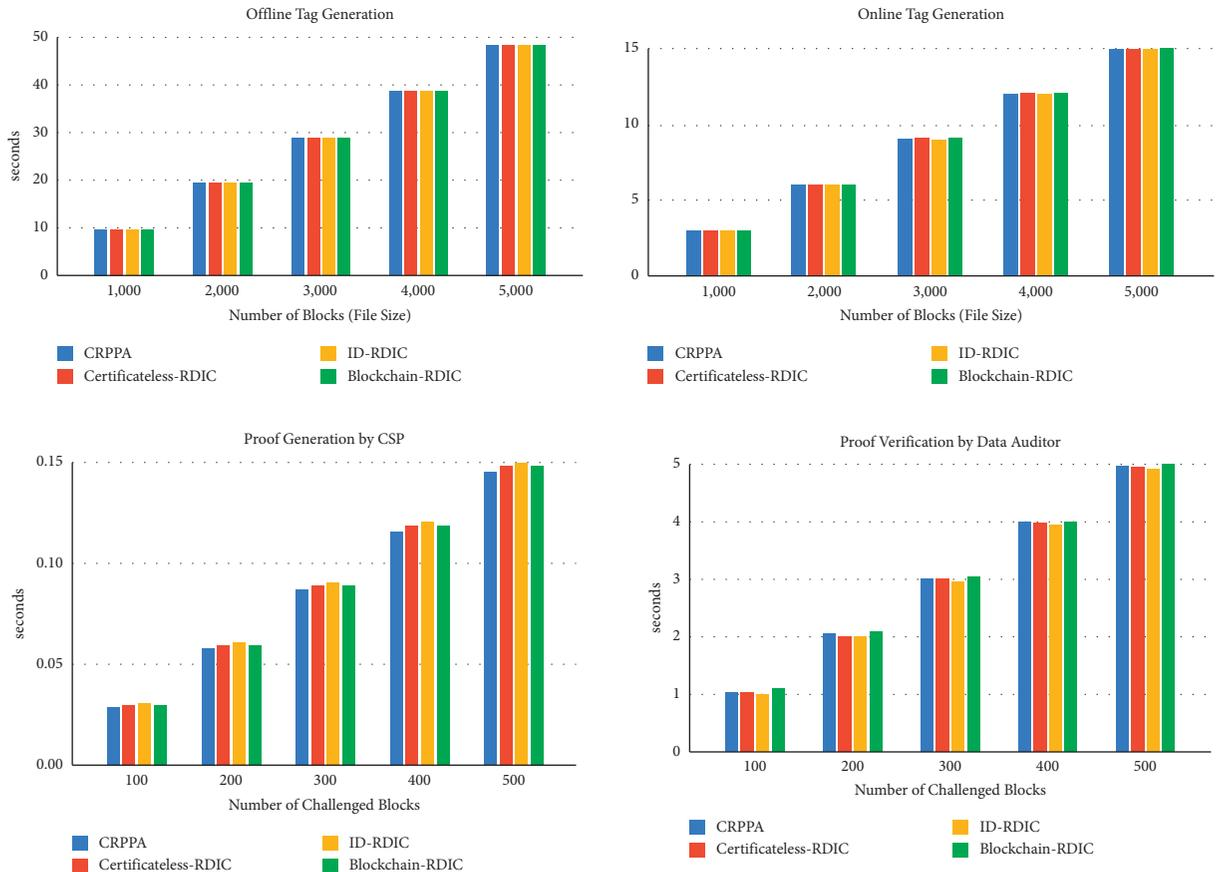 Offline Tag Generation
50
40
30
20
10
0
seconds
1,000 2,000 3,000 4,000 5,000
Number of Blocks (File Size)
CRPPA ID-RDIC
Certificateless-RDIC Blockchain-RDIC
Online Tag Generation
15
10
5
0
1,000 2,000 3,000 4,000 5,000
Number of Blocks (File Size)
CRPPA ID-RDIC
Certificateless-RDIC Blockchain-RDIC
Proof Generation by CSP
0.15
0.10
0.05
0.00
seconds
100 200 300 400 500
Number of Challenged Blocks
CRPPA ID-RDIC
Certificateless-RDIC Blockchain-RDIC
Proof Verification by Data Auditor
5
4
3
2
1
0
seconds
100 200 300 400 500
Number of Challenged Blocks
CRPPA ID-RDIC
Certificateless-RDIC Blockchain-RDIC